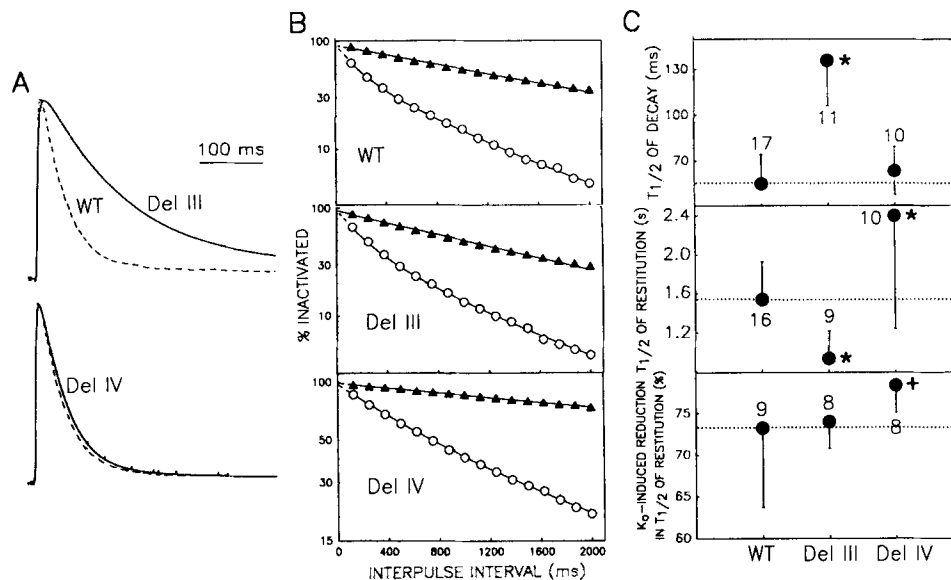 A
100 ms
WT
Del III
Del IV
B
% INACTIVATED
100
30
10
WT
100
30
10
Del III
100
50
30
15
Del IV
0
400
800
1200
1600
2000
INTERPULSE INTERVAL (ms)
C
T1/2 OF DECAY (ms)
130
100
70
17
11
*
10
T1/2 OF RESTITUTION (s)
2.4
1.6
1.2
16
9
*
10
*
Ko-INDUCED REDUCTION
IN T1/2 OF RESTITUTION (%)
75
70
65
60
9
8
8
+
WT
Del III
Del IV